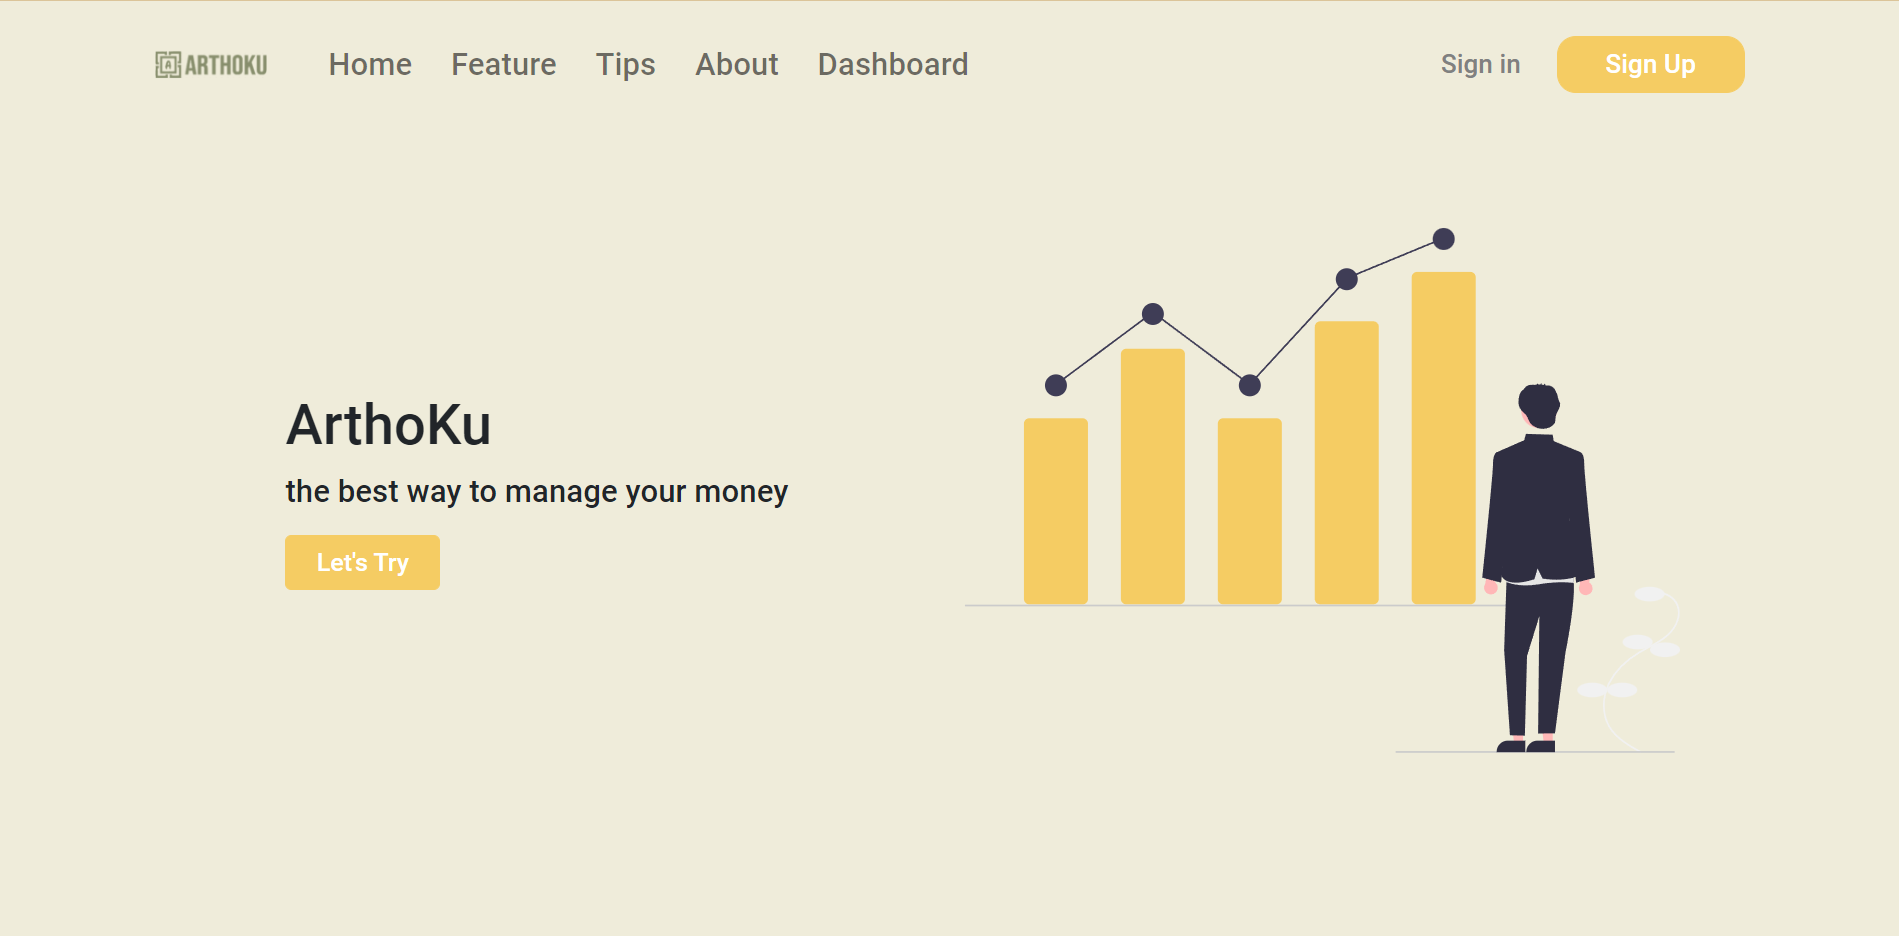 ARTHOKU Home Feature Tips About Dashboard Sign in Sign Up
ArthoKu
the best way to manage your money
Let's Try